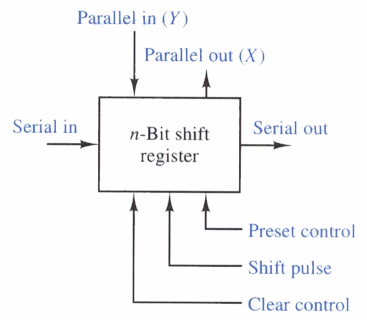 Parallel in (Y)
Parallel out (X)
Serial in
n-Bit shift
register
Serial out
Preset control
Shift pulse
Clear control